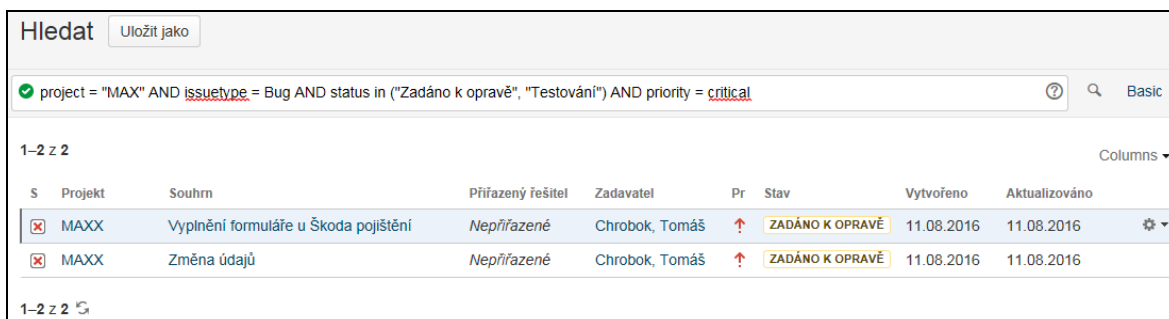 Hledat Uložit jako
project = "MAX" AND issuetype = Bug AND status in ("Zadáno k opravě", "Testování") AND priority = critical Basic
1–2 z 2
Columns
S Projekt Souhrn Přiřazený řešitel Zadavatel Pr Stav Vytvořeno Aktualizováno
MAXX Vyplnění formuláře u Škoda pojištění Nepřiřazené Chrobok, Tomáš ZADÁNO K OPRAVĚ 11.08.2016 11.08.2016
MAXX Změna údajů Nepřiřazené Chrobok, Tomáš ZADÁNO K OPRAVĚ 11.08.2016 11.08.2016
1–2 z 2